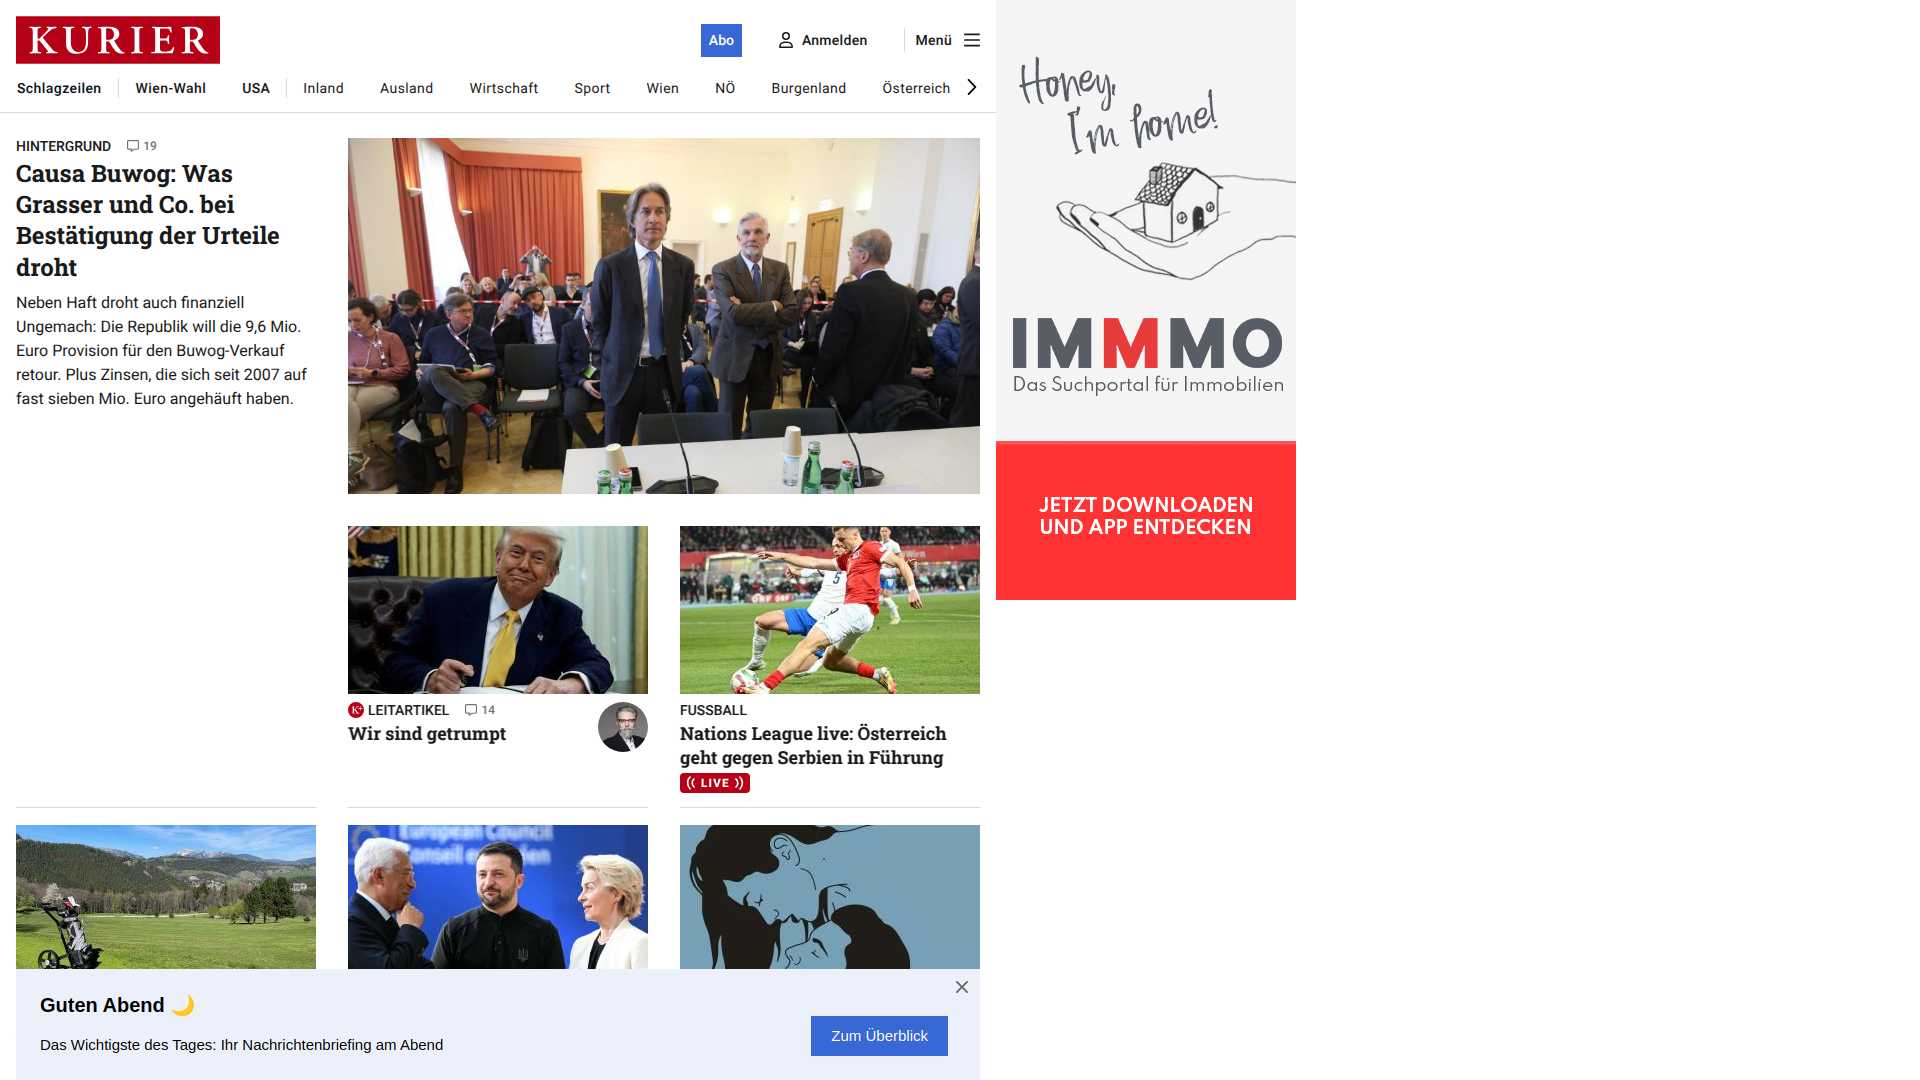 KURIER
Abo
Anmelden
Menü
Schlagzeilen
Wien-Wahl
USA
Inland
Ausland
Wirtschaft
Sport
Wien
NÖ
Burgenland
Österreich
HINTERGRUND 19
Causa Buwog: Was
Grasser und Co. bei
Bestätigung der Urteile
droht
Neben Haft droht auch finanziell
Ungemach: Die Republik will die 9,6 Mio.
Euro Provision für den Buwog-Verkauf
retour. Plus Zinsen, die sich seit 2007 auf
fast sieben Mio. Euro angehäuft haben.
K+ LEITARTIKEL 14
Wir sind getrumpt
5
FUSSBALL
Nations League live: Österreich
geht gegen Serbien in Führung
LIVE
European Council
Guten Abend 🌙
Das Wichtigste des Tages: Ihr Nachrichtenbriefing am Abend
Zum Überblick
Honey,
I'm home!
IMMMO
Das Suchportal für Immobilien
JETZT DOWNLOADEN
UND APP ENTDECKEN